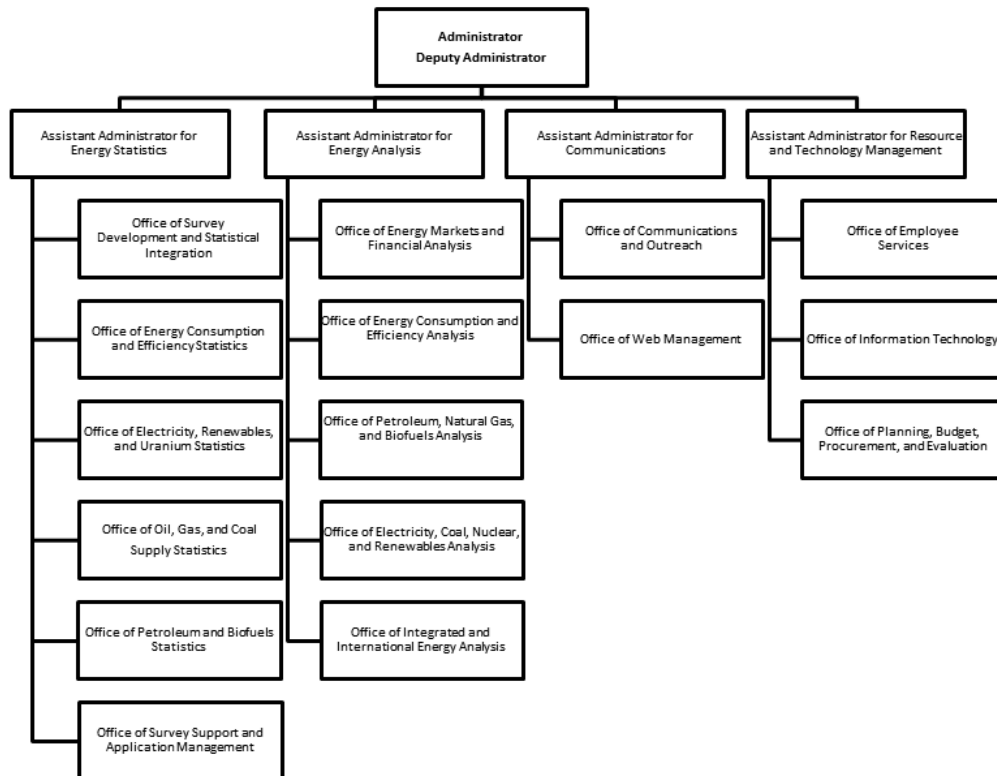 Administrator
Deputy Administrator
Assistant Administrator for
Energy Statistics
Assistant Administrator for
Energy Analysis
Assistant Administrator for
Communications
Assistant Administrator for Resource
and Technology Management
Office of Survey
Development and Statistical
Integration
Office of Energy Consumption
and Efficiency Statistics
Office of Electricity, Renewables,
and Uranium Statistics
Office of Oil, Gas, and Coal
Supply Statistics
Office of Petroleum and Biofuels
Statistics
Office of Survey Support and
Application Management
Office of Energy Markets and
Financial Analysis
Office of Energy Consumption and
Efficiency Analysis
Office of Petroleum, Natural Gas,
and Biofuels Analysis
Office of Electricity, Coal, Nuclear,
and Renewables Analysis
Office of Integrated and
International Energy Analysis
Office of Communications
and Outreach
Office of Web Management
Office of Employee
Services
Office of Information Technology
Office of Planning, Budget,
Procurement, and Evaluation